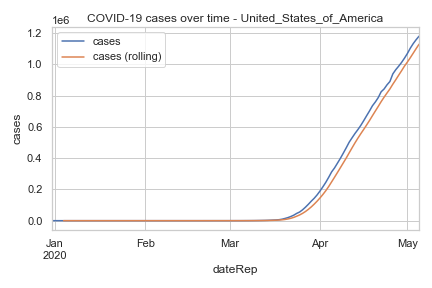 COVID-19 cases over time - United_States_of_America
1e6
cases
cases (rolling)
1.2
1.0
0.8
0.6
0.4
0.2
0.0
cases
Jan
2020
Feb
Mar
Apr
May
dateRep